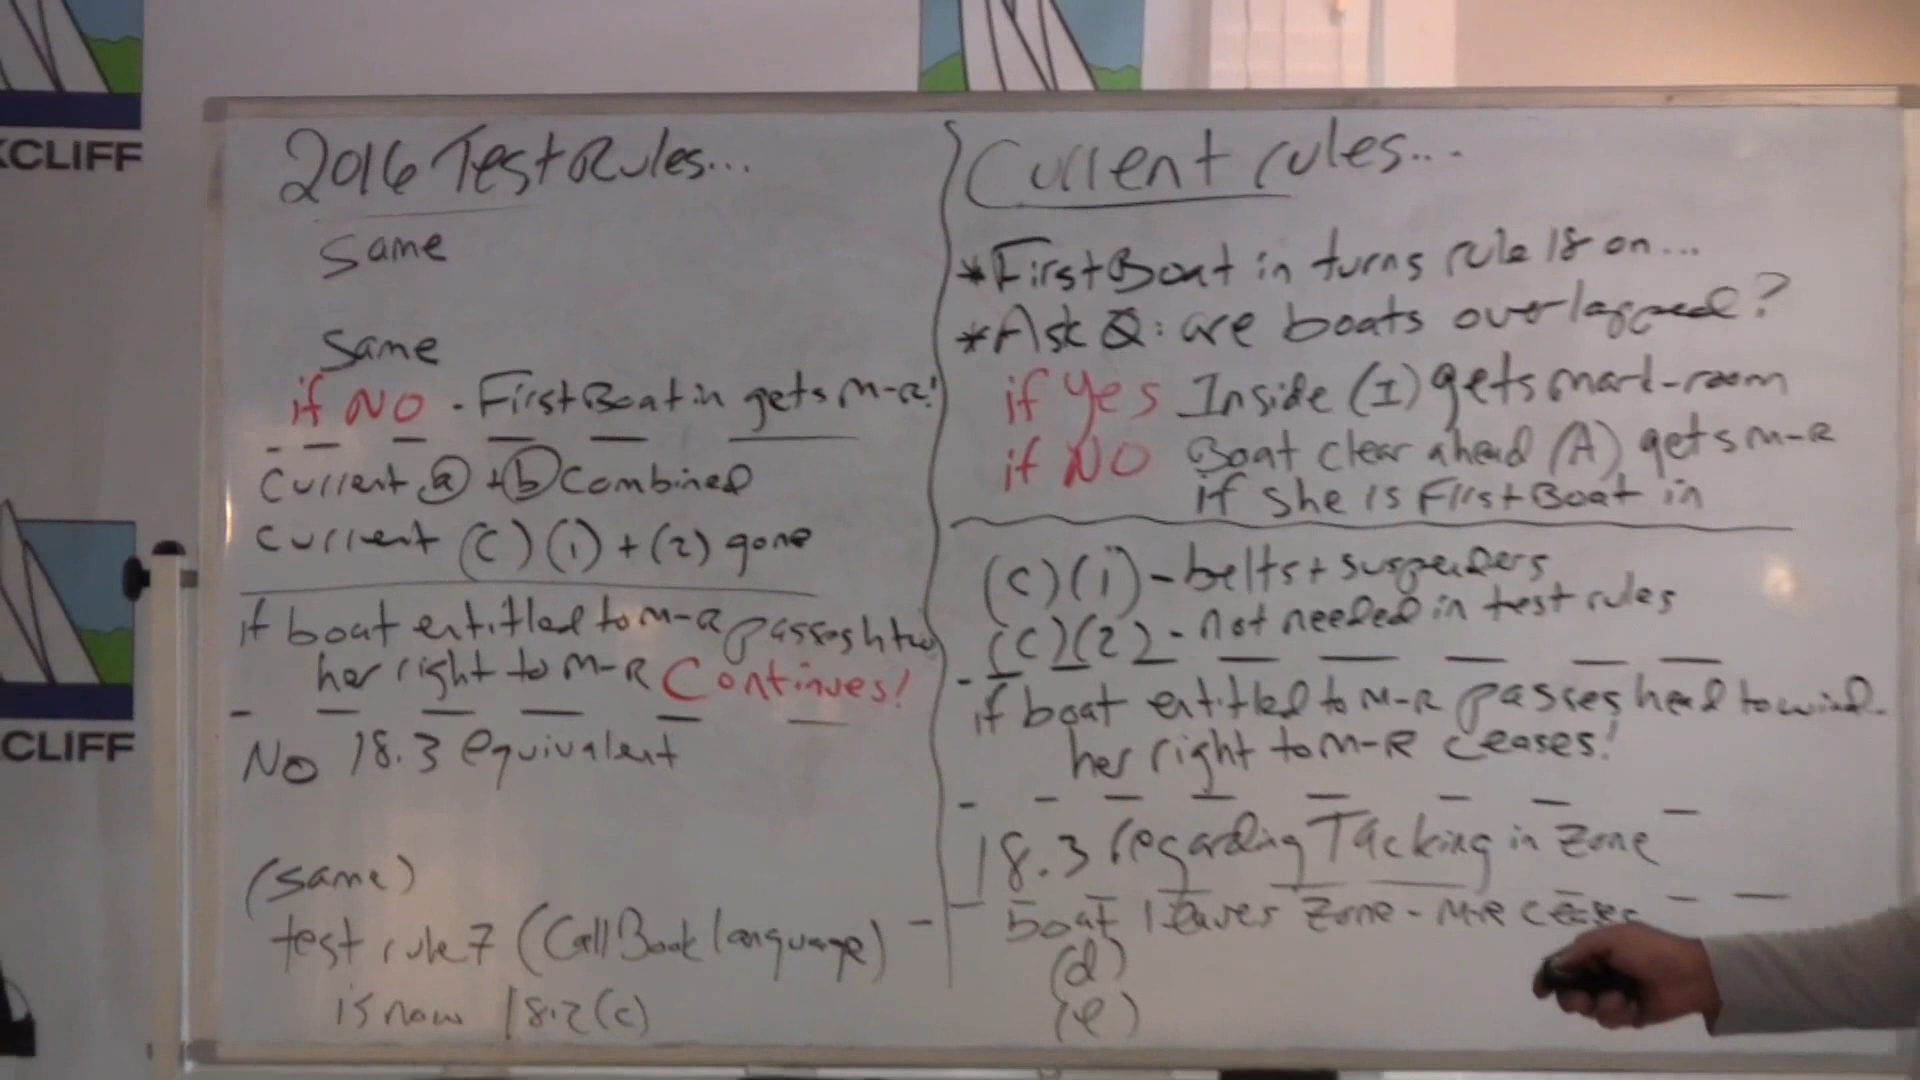 KCLIFF
CLIFF
2016 Test Rules...
Same
Same
if NO - First Boat in gets M-R!
Current (a) + (b) Combined
Current (c)(1) + (2) gone
if boat entitled to M-R passes htw
her right to M-R Continues!
No 18.3 equivalent
(same)
test rule 7 (Call Book language)
is now 18.2(c)
Current rules...
*First Boat in turns rule 18 on...
*Ask Q: are boats overlapped?
if yes Inside (I) gets mark-room
if NO Boat clear ahead (A) gets M-R
if she is First Boat in
(c)(1) - belts + suspenders
(c)(2) - not needed in test rules
if boat entitled to M-R passes head to wind
her right to M-R ceases!
18.3 regarding Tacking in Zone
boat leaves Zone - M-R ceases
(d)
(e)